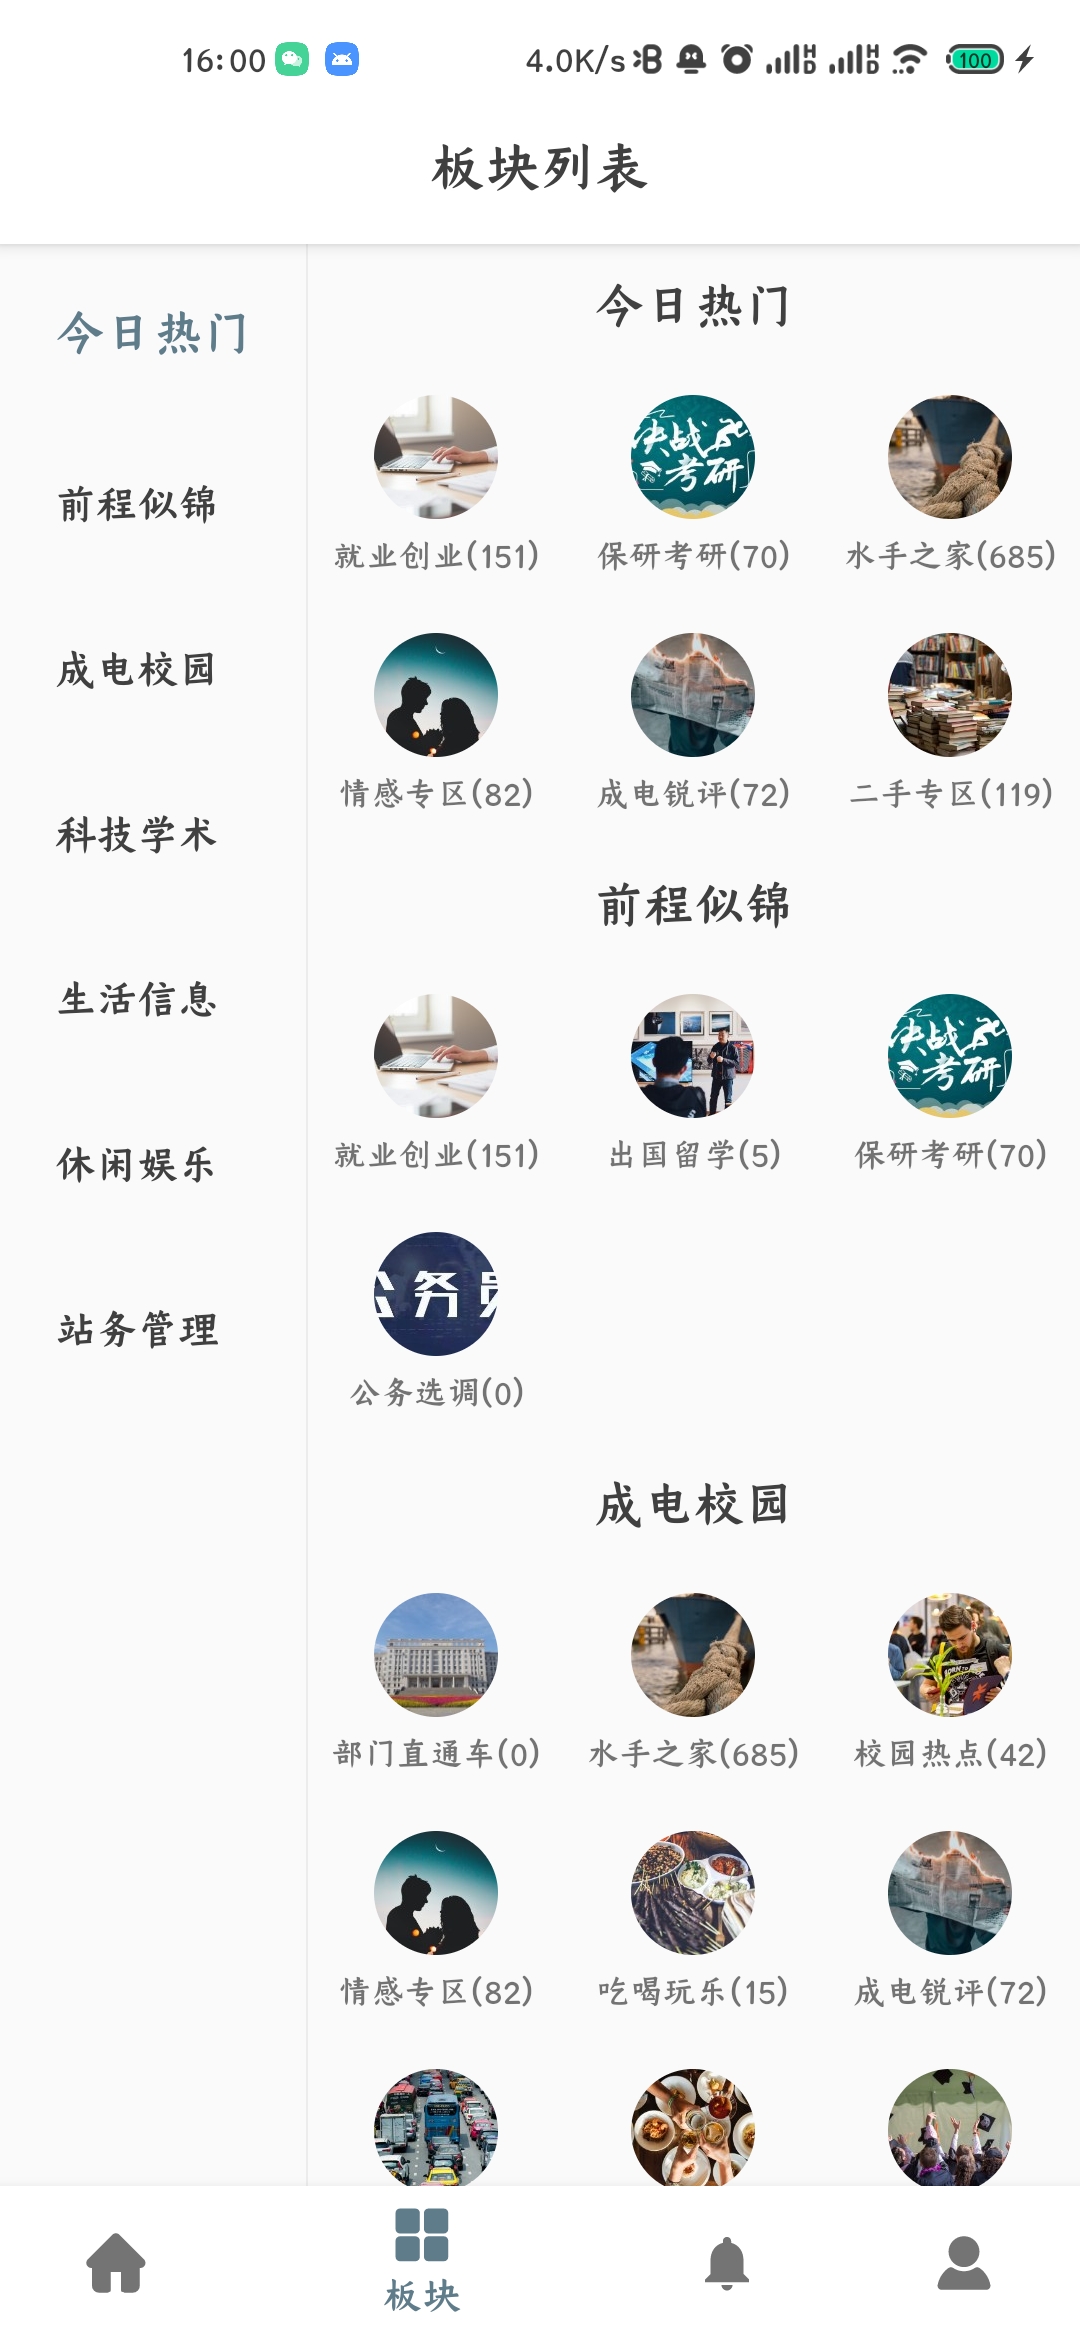 16:00 4.0K/s 100
板块列表
今日热门
前程似锦
成电校园
科技学术
生活信息
休闲娱乐
站务管理
今日热门
决战
考研
就业创业(151) 保研考研(70) 水手之家(685)
情感专区(82) 成电锐评(72) 二手专区(119)
前程似锦
决战
考研
就业创业(151) 出国留学(5) 保研考研(70)
公务员
公务选调(0)
成电校园
部门直通车(0) 水手之家(685) 校园热点(42)
情感专区(82) 吃喝玩乐(15) 成电锐评(72)
板块